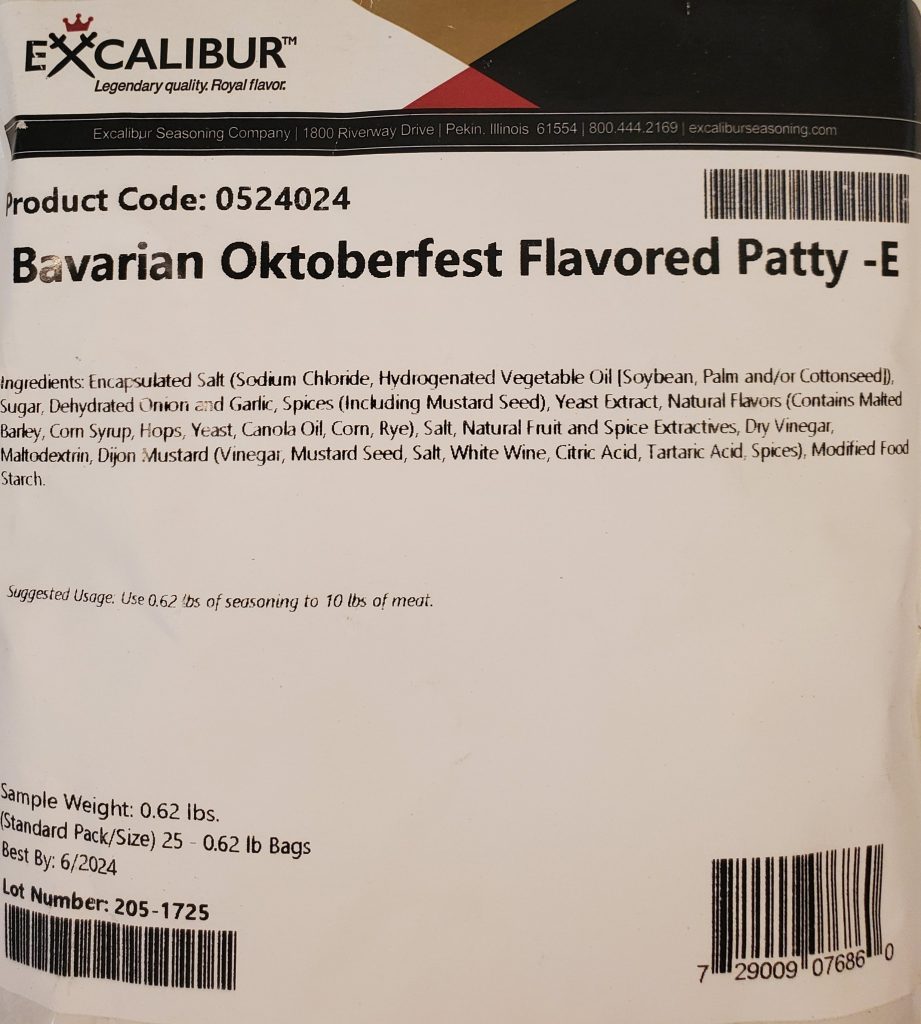 EXCALIBUR™
Legendary quality. Royal flavor.
Excalibur Seasoning Company | 1800 Riverway Drive | Pekin, Illinois 61554 | 800.444.2169 | excaliburseasoning.com
Product Code: 0524024
Bavarian Oktoberfest Flavored Patty -E
Ingredients: Encapsulated Salt (Sodium Chloride, Hydrogenated Vegetable Oil [Soybean, Palm and/or Cottonseed]),
Sugar, Dehydrated Onion and Garlic, Spices (Including Mustard Seed), Yeast Extract, Natural Flavors (Contains Malted
Barley, Corn Syrup, Hops, Yeast, Canola Oil, Corn, Rye), Salt, Natural Fruit and Spice Extractives, Dry Vinegar,
Maltodextrin, Dijon Mustard (Vinegar, Mustard Seed, Salt, White Wine, Citric Acid, Tartaric Acid, Spices), Modified Food
Starch.
Suggested Usage: Use 0.62 lbs of seasoning to 10 lbs of meat.
Sample Weight: 0.62 lbs.
(Standard Pack/Size) 25 - 0.62 lb Bags
Best By: 6/2024
Lot Number: 205-1725
7 29009 07686 0